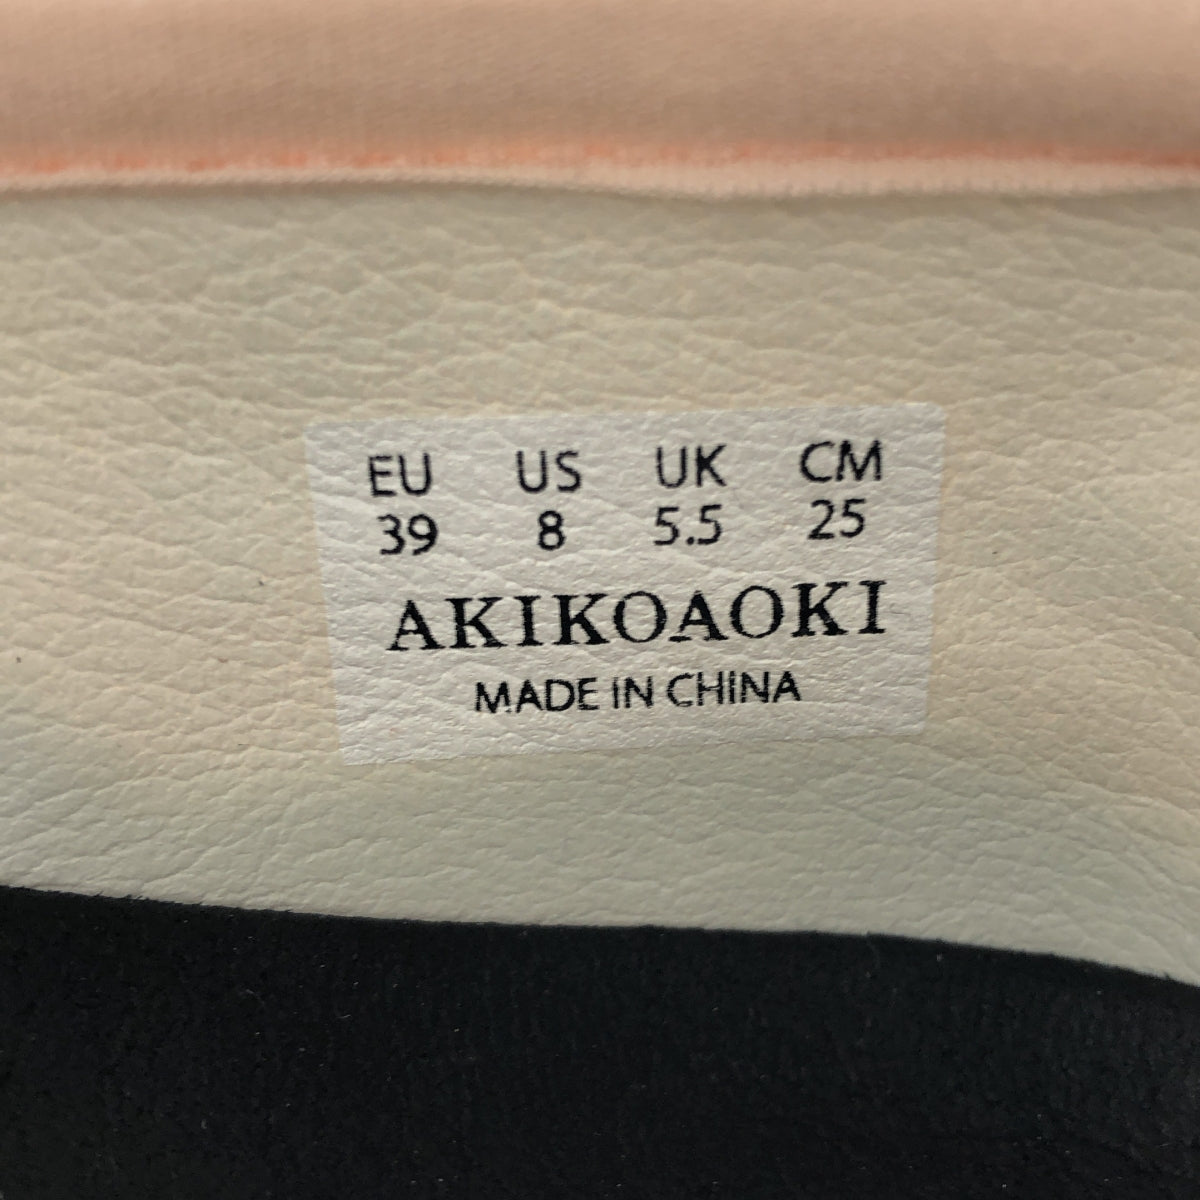 EU US UK CM
39 8 5.5 25
AKIKOAOKI
MADE IN CHINA